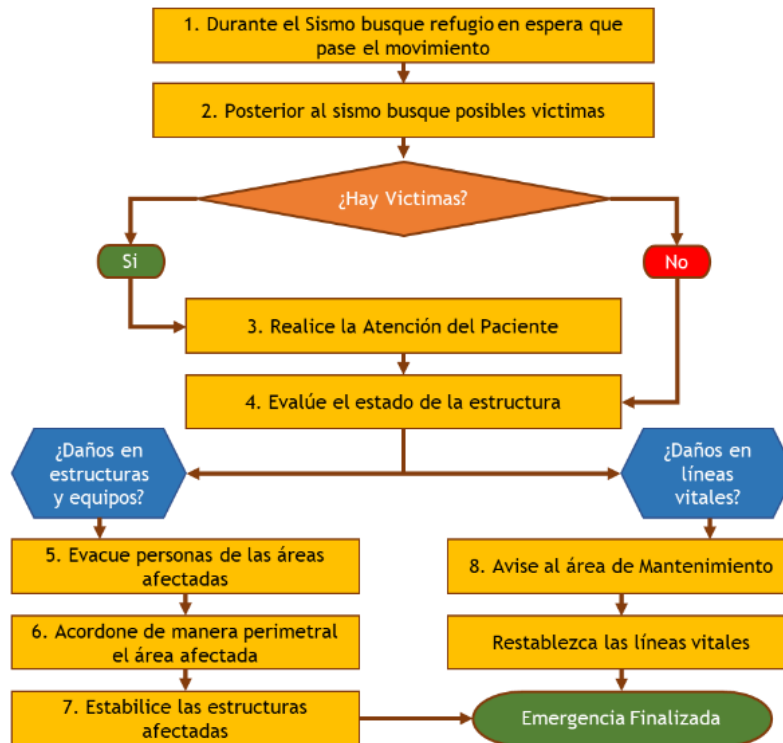 1. Durante el Sismo busque refugio en espera que
pase el movimiento
2. Posterior al sismo busque posibles victimas
¿Hay Victimas?
Si
No
3. Realice la Atención del Paciente
4. Evalúe el estado de la estructura
¿Daños en
estructuras
y equipos?
¿Daños en
líneas
vitales?
5. Evacue personas de las áreas
afectadas
8. Avise al área de Mantenimiento
6. Acordone de manera perimetral
el área afectada
Restablezca las líneas vitales
7. Estabilice las estructuras
afectadas
Emergencia Finalizada